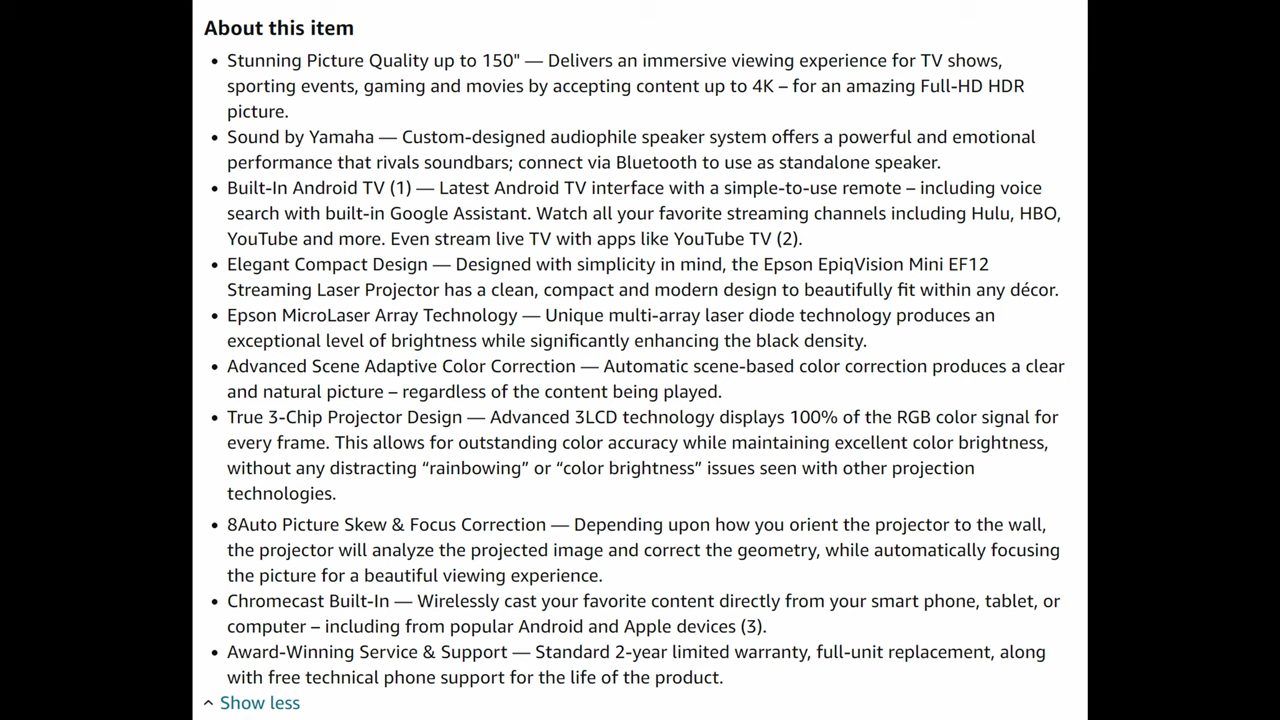 About this item
• Stunning Picture Quality up to 150" — Delivers an immersive viewing experience for TV shows,
sporting events, gaming and movies by accepting content up to 4K – for an amazing Full-HD HDR
picture.
• Sound by Yamaha — Custom-designed audiophile speaker system offers a powerful and emotional
performance that rivals soundbars; connect via Bluetooth to use as standalone speaker.
• Built-In Android TV (1) — Latest Android TV interface with a simple-to-use remote – including voice
search with built-in Google Assistant. Watch all your favorite streaming channels including Hulu, HBO,
YouTube and more. Even stream live TV with apps like YouTube TV (2).
• Elegant Compact Design — Designed with simplicity in mind, the Epson EpiqVision Mini EF12
Streaming Laser Projector has a clean, compact and modern design to beautifully fit within any décor.
• Epson MicroLaser Array Technology — Unique multi-array laser diode technology produces an
exceptional level of brightness while significantly enhancing the black density.
• Advanced Scene Adaptive Color Correction — Automatic scene-based color correction produces a clear
and natural picture – regardless of the content being played.
• True 3-Chip Projector Design — Advanced 3LCD technology displays 100% of the RGB color signal for
every frame. This allows for outstanding color accuracy while maintaining excellent color brightness,
without any distracting “rainbowing” or “color brightness” issues seen with other projection
technologies.
• 8Auto Picture Skew & Focus Correction — Depending upon how you orient the projector to the wall,
the projector will analyze the projected image and correct the geometry, while automatically focusing
the picture for a beautiful viewing experience.
• Chromecast Built-In — Wirelessly cast your favorite content directly from your smart phone, tablet, or
computer – including from popular Android and Apple devices (3).
• Award-Winning Service & Support — Standard 2-year limited warranty, full-unit replacement, along
with free technical phone support for the life of the product.
Show less